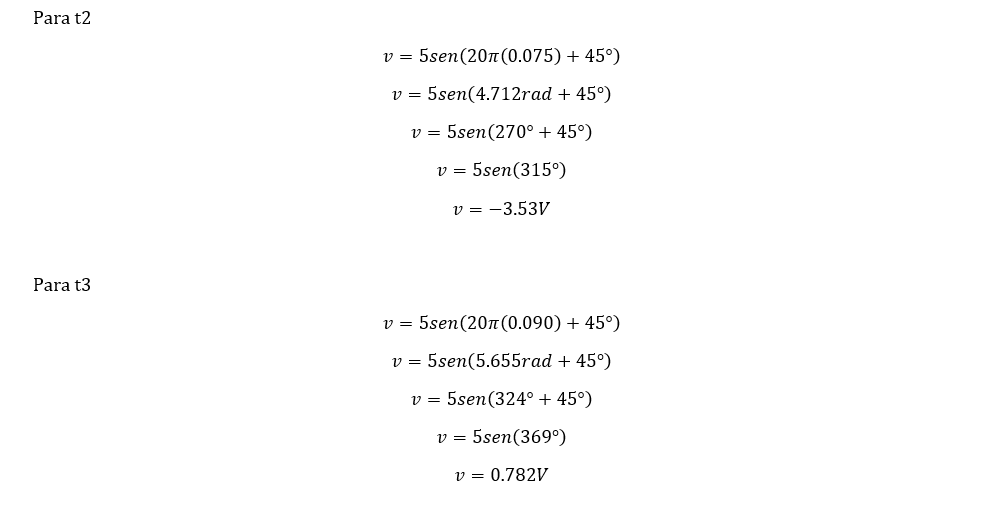 Para t2
v = 5sen(20π(0.075) + 45°)
v = 5sen(4.712rad + 45°)
v = 5sen(270° + 45°)
v = 5sen(315°)
v = −3.53V
Para t3
v = 5sen(20π(0.090) + 45°)
v = 5sen(5.655rad + 45°)
v = 5sen(324° + 45°)
v = 5sen(369°)
v = 0.782V